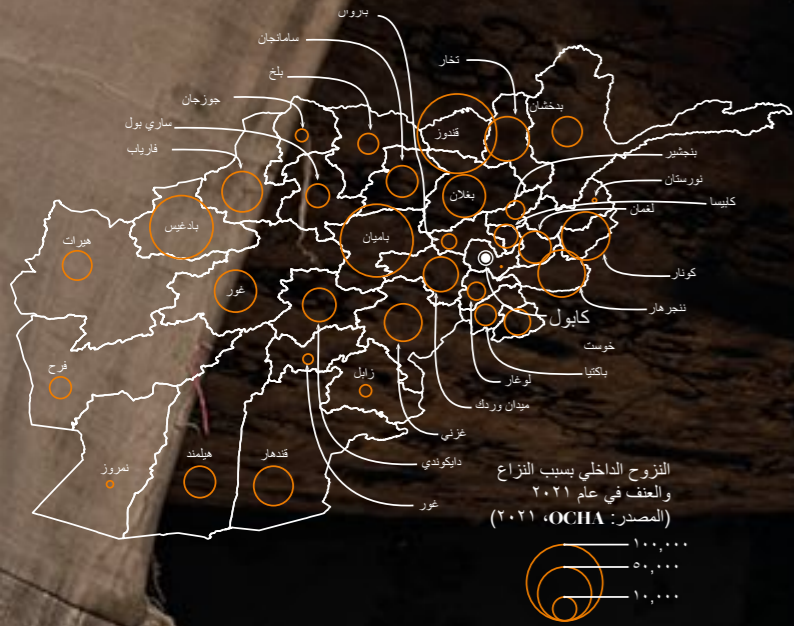 باروان
سامانجان
بلخ
جوزجان
ساري بول
فارياب
تخار
بدخشان
قندوز
بنجشير
نورستان
كابيسا
لغمان
بغلان
باميان
بادغيس
هيرات
غور
كونار
ننجرهار
كابول
خوست
باكتيا
لوغار
ميدان وردك
غزني
دايكوندي
غور
زابل
فرح
نمروز
هيلمند
قندهار
النزوح الداخلي بسبب النزاع
والعنف في عام ٢٠٢١
(المصدر: OCHA، ٢٠٢١)
١٠٠,٠٠٠
٥٠,٠٠٠
١٠,٠٠٠